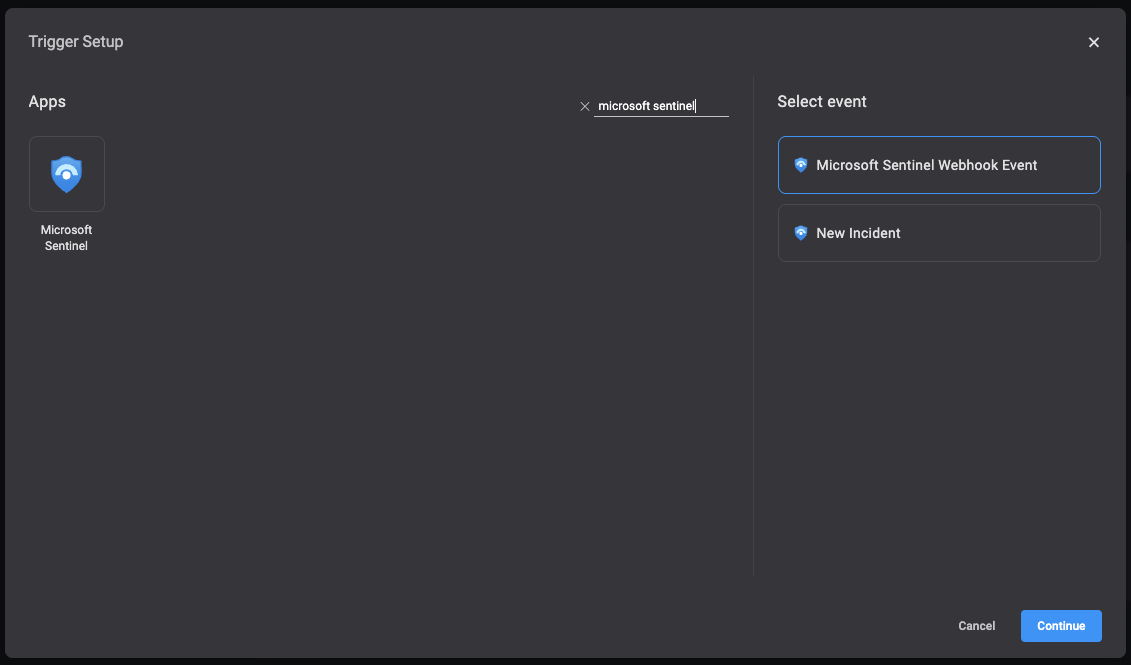 Trigger Setup
Apps
microsoft sentinel
Microsoft
Sentinel
Select event
Microsoft Sentinel Webhook Event
New Incident
Cancel
Continue